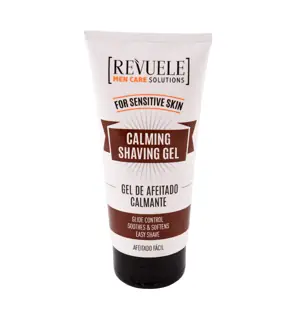 [REVUELE]
MEN CARE SOLUTIONS
FOR SENSITIVE SKIN
CALMING
SHAVING GEL
GEL DE AFEITADO
CALMANTE
GLIDE CONTROL
SOOTHES & SOFTENS
EASY SHAVE
AFEITADO FÁCIL